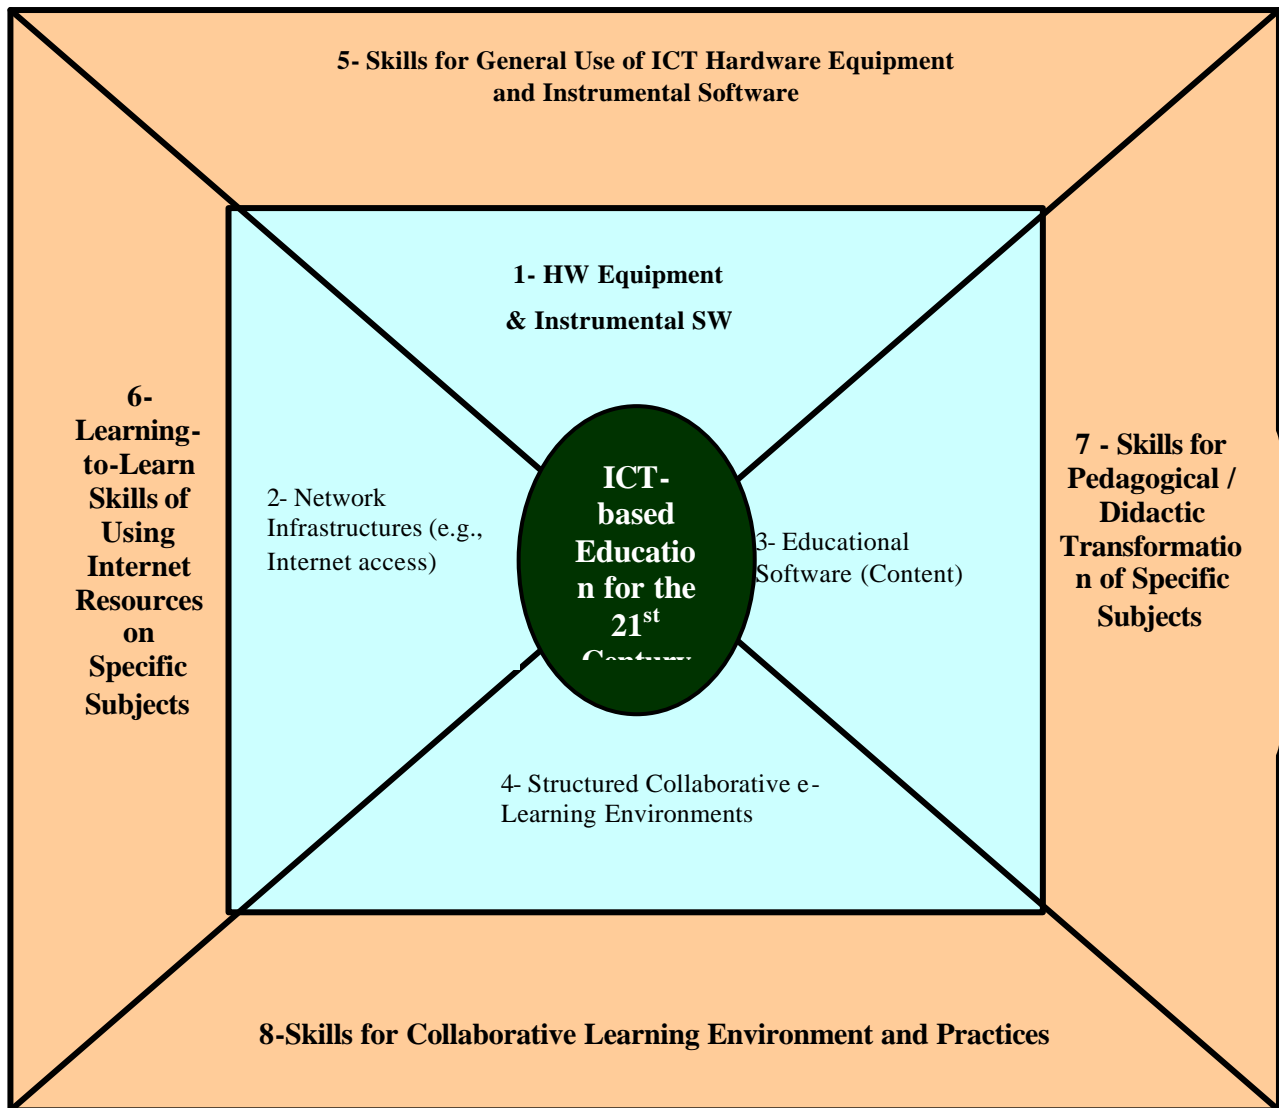 5- Skills for General Use of ICT Hardware Equipment
and Instrumental Software
1- HW Equipment
& Instrumental SW
6-
Learning-
to-Learn
Skills of
Using
Internet
Resources
on
Specific
Subjects
2- Network
Infrastructures (e.g.,
Internet access)
ICT-
based
Educatio
n for the
21st
Century
3- Educational
Software (Content)
7 - Skills for
Pedagogical /
Didactic
Transformatio
n of Specific
Subjects
4- Structured Collaborative e-
Learning Environments
8-Skills for Collaborative Learning Environment and Practices